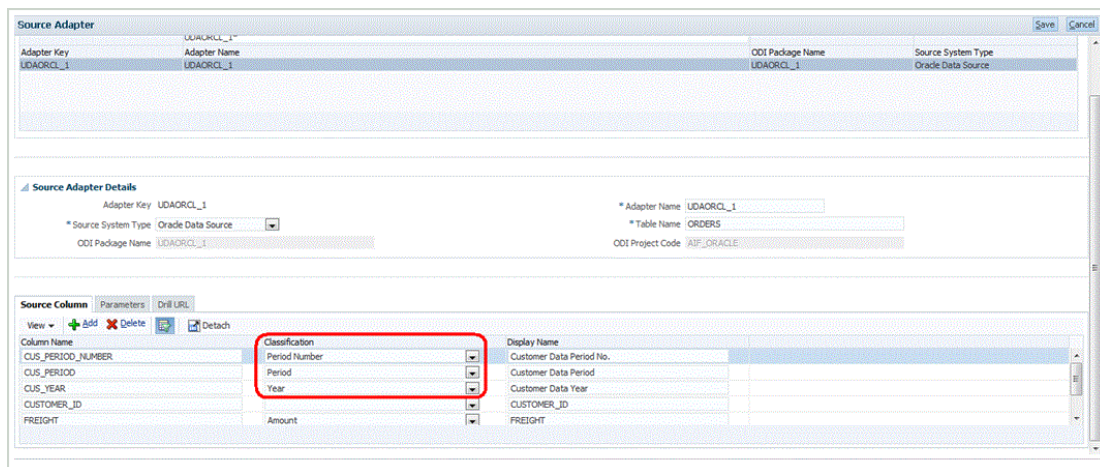 Source Adapter Save Cancel
UDAORCL_1*
Adapter Key Adapter Name ODI Package Name Source System Type
UDAORCL_1 UDAORCL_1 UDAORCL_1 Oracle Data Source
Source Adapter Details
Adapter Key UDAORCL_1 * Adapter Name UDAORCL_1
* Source System Type Oracle Data Source * Table Name ORDERS
ODI Package Name UDAORCL_1 ODI Project Code AIF_ORACLE
Source Column Parameters Drill URL
View Add Delete Detach
Column Name Classification Display Name
CUS_PERIOD_NUMBER Period Number Customer Data Period No.
CUS_PERIOD Period Customer Data Period
CUS_YEAR Year Customer Data Year
CUSTOMER_ID CUSTOMER_ID
FREIGHT Amount FREIGHT